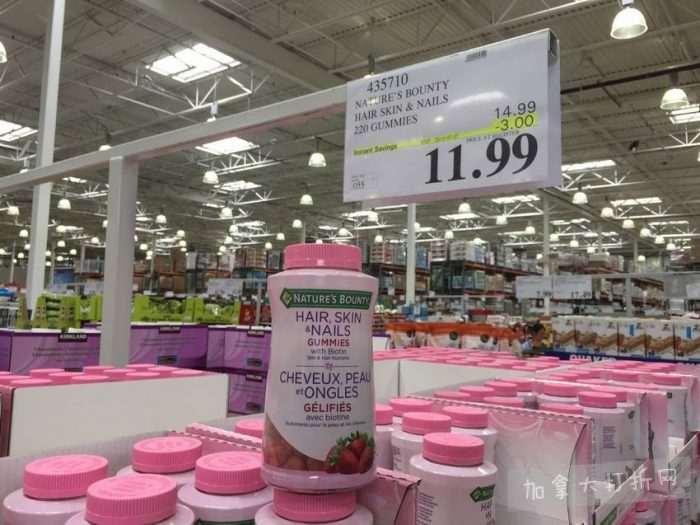 435710
NATURE'S BOUNTY
HAIR SKIN & NAILS
220 GUMMIES
14.99
Instant Savings
-3.00
11.99
NATURE'S BOUNTY
HAIR, SKIN
&NAILS
GUMMIES
with Biotin
CHEVEUX, PEAU
et ONGLES
GÉLIFIÉS
avec biotine
KIRKLAND
KIRKLAND
QUAKER
加拿大打折网